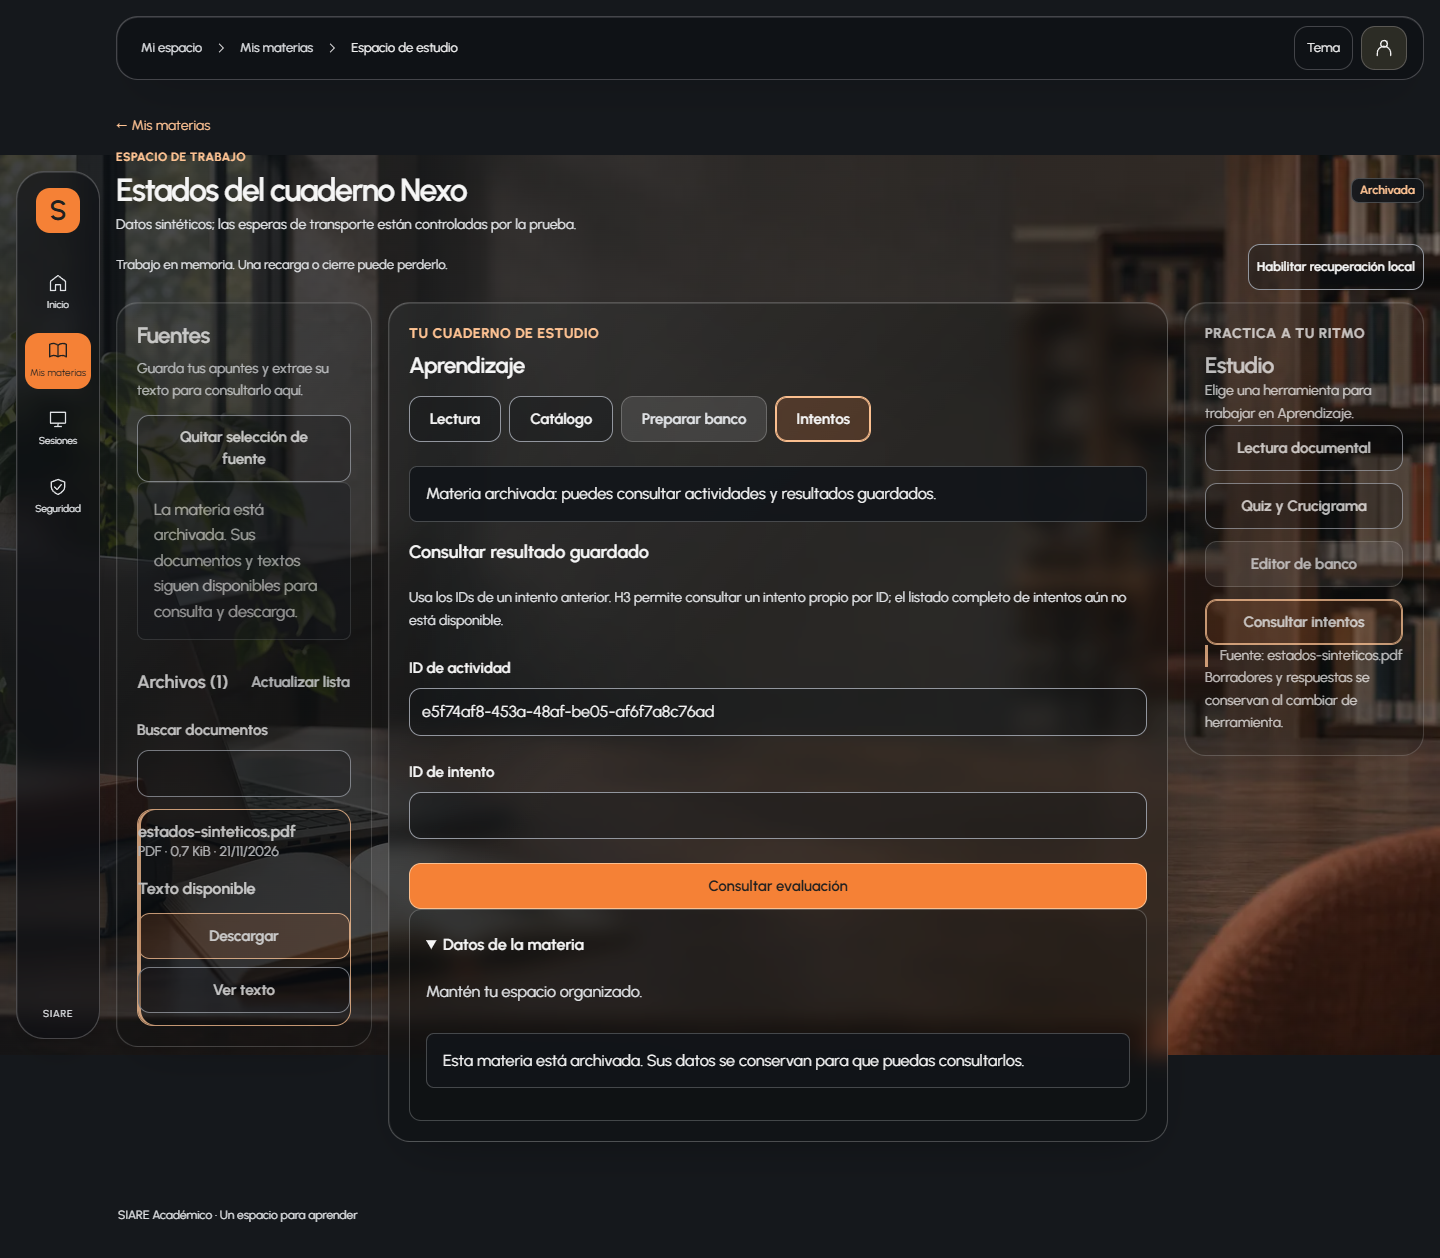 Mi espacio > Mis materias > Espacio de estudio
Tema
← Mis materias
ESPACIO DE TRABAJO
Estados del cuaderno Nexo
Archivada
Datos sintéticos; las esperas de transporte están controladas por la prueba.
Trabajo en memoria. Una recarga o cierre puede perderlo.
Habilitar recuperación local
S
Inicio
Mis materias
Sesiones
Seguridad
SIARE
Fuentes
Guarda tus apuntes y extrae su
texto para consultarlo aquí.
Quitar selección de
fuente
La materia está
archivada. Sus
documentos y textos
siguen disponibles para
consulta y descarga.
Archivos (1)
Actualizar lista
Buscar documentos
estados-sinteticos.pdf
PDF · 0,7 KiB · 21/11/2026
Texto disponible
Descargar
Ver texto
TU CUADERNO DE ESTUDIO
Aprendizaje
Lectura
Catálogo
Preparar banco
Intentos
Materia archivada: puedes consultar actividades y resultados guardados.
Consultar resultado guardado
Usa los IDs de un intento anterior. H3 permite consultar un intento propio por ID; el listado completo de intentos aún no
está disponible.
ID de actividad
e5f74af8-453a-48af-be05-af6f7a8c76ad
ID de intento
Consultar evaluación
▼ Datos de la materia
Mantén tu espacio organizado.
Esta materia está archivada. Sus datos se conservan para que puedas consultarlos.
PRACTICA A TU RITMO
Estudio
Elige una herramienta para
trabajar en Aprendizaje.
Lectura documental
Quiz y Crucigrama
Editor de banco
Consultar intentos
Fuente: estados-sinteticos.pdf
Borradores y respuestas se
conservan al cambiar de
herramienta.
SIARE Académico · Un espacio para aprender